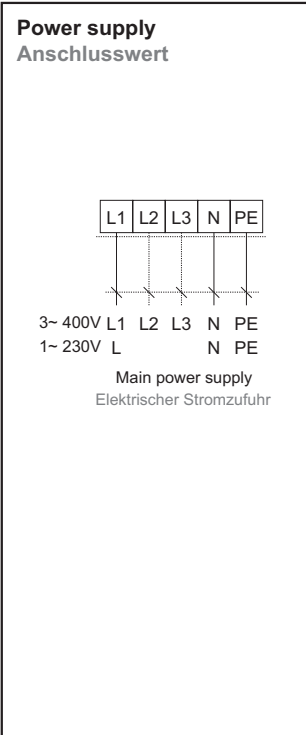 Power supply
Anschlusswert
L1 L2 L3 N PE
3~ 400V L1 L2 L3 N PE
1~ 230V L N PE
Main power supply
Elektrischer Stromzufuhr